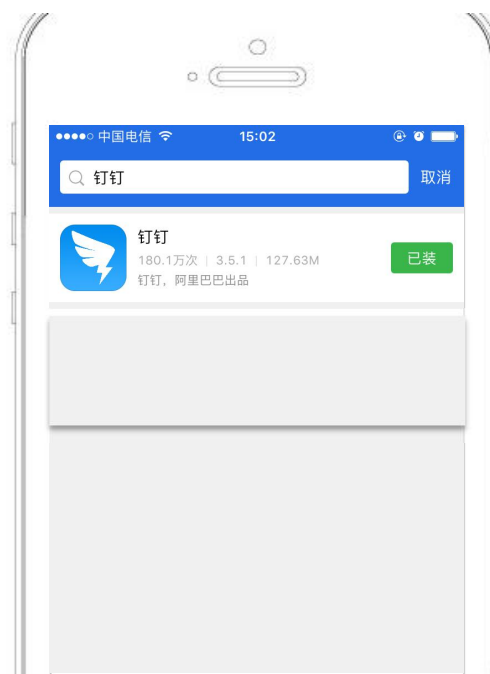 中国电信 15:02
钉钉 取消
钉钉
180.1万次 | 3.5.1 | 127.63M
已装
钉钉，阿里巴巴出品